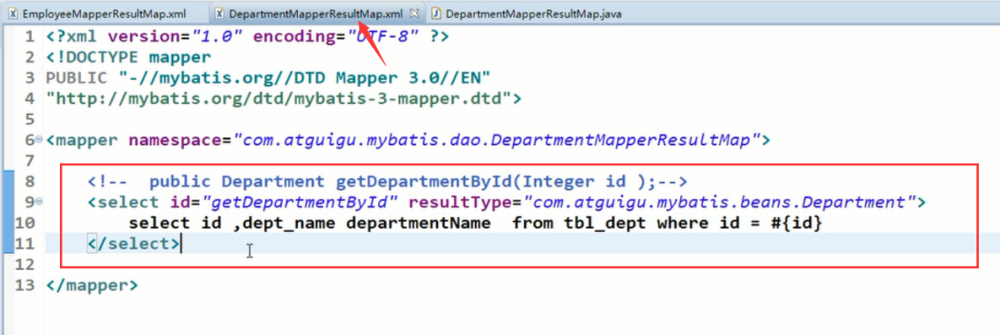 EmployeeMapperResultMap.xml DepartmentMapperResultMap.xml DepartmentMapperResultMap.java
1 <?xml version="1.0" encoding="UTF-8" ?>
2 <!DOCTYPE mapper
3 PUBLIC "-//mybatis.org//DTD Mapper 3.0//EN"
4 "http://mybatis.org/dtd/mybatis-3-mapper.dtd">
5
6 <mapper namespace="com.atguigu.mybatis.dao.DepartmentMapperResultMap">
7
8 <!-- public Department getDepartmentById(Integer id );-->
9 <select id="getDepartmentById" resultType="com.atguigu.mybatis.beans.Department">
10 select id ,dept_name departmentName from tbl_dept where id = #{id}
11 </select>
12
13 </mapper>